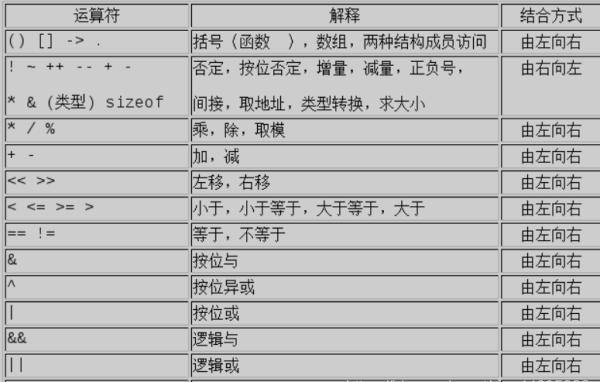 运算符 解释 结合方式
() [] -> . 括号（函数 ），数组，两种结构成员访问 由左向右
! ~ ++ -- + - 否定，按位否定，增量，减量，正负号， 由右向左
* & (类型) sizeof 间接，取地址，类型转换，求大小
* / % 乘，除，取模 由左向右
+ - 加，减 由左向右
<< >> 左移，右移 由左向右
< <= >= > 小于，小于等于，大于等于，大于 由左向右
== != 等于，不等于 由左向右
& 按位与 由左向右
^ 按位异或 由左向右
| 按位或 由左向右
&& 逻辑与 由左向右
|| 逻辑或 由左向右